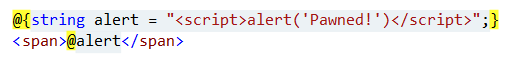 @{string alert = "<script>alert('Pawned!')</script>";}
<span>@alert</span>